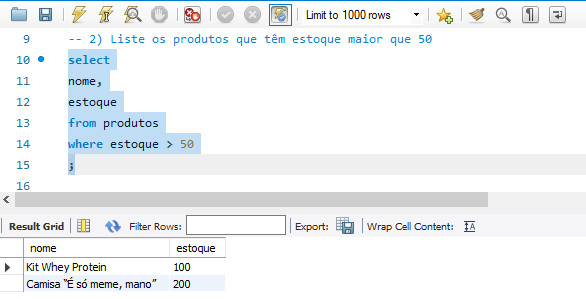 Limit to 1000 rows
9 -- 2) Liste os produtos que têm estoque maior que 50
10 select
11 nome,
12 estoque
13 from produtos
14 where estoque > 50
15 ;
16
Result Grid Filter Rows: Export: Wrap Cell Content:
nome estoque
Kit Whey Protein 100
Camisa “É só meme, mano” 200